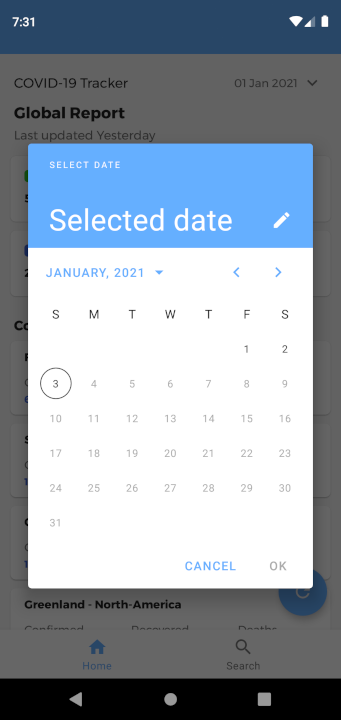 7:31
COVID-19 Tracker 01 Jan 2021
Global Report
Last updated Yesterday
SELECT DATE
Selected date
JANUARY, 2021
S M T W T F S
1 2
3 4 5 6 7 8 9
10 11 12 13 14 15 16
17 18 19 20 21 22 23
24 25 26 27 28 29 30
31
CANCEL OK
Greenland - North-America
Confirmed Recovered Deaths
Home Search